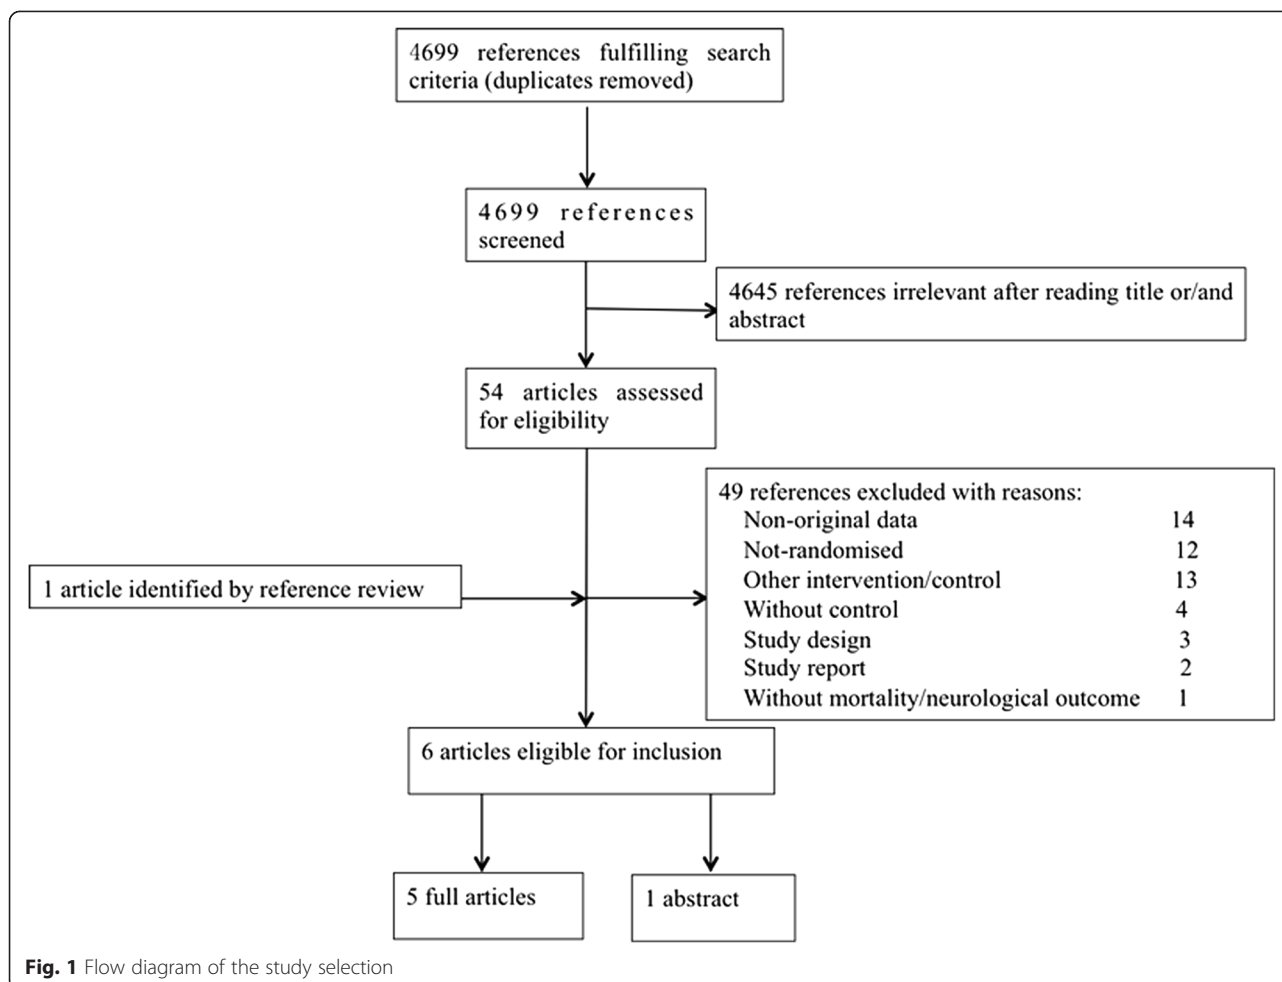 4699 references fulfilling search
criteria (duplicates removed)
4699 references
screened
4645 references irrelevant after reading title or/and
abstract
54 articles assessed
for eligibility
49 references excluded with reasons:
Non-original data 14
Not-randomised 12
Other intervention/control 13
Without control 4
Study design 3
Study report 2
Without mortality/neurological outcome 1
1 article identified by reference review
6 articles eligible for inclusion
5 full articles
1 abstract
Fig. 1 Flow diagram of the study selection